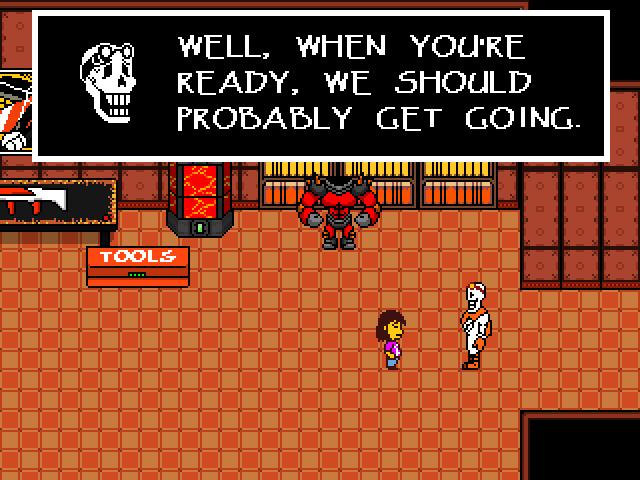 WELL, WHEN YOU'RE
READY, WE SHOULD
PROBABLY GET GOING.
TOOLS